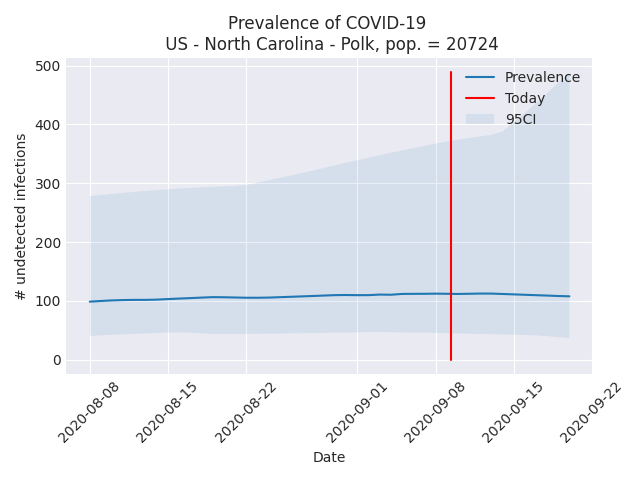 Prevalence of COVID-19
US - North Carolina - Polk, pop. = 20724
Prevalence
Today
95CI
500
400
300
200
100
0
# undetected infections
2020-08-08
2020-08-15
2020-08-22
2020-09-01
2020-09-08
2020-09-15
2020-09-22
Date